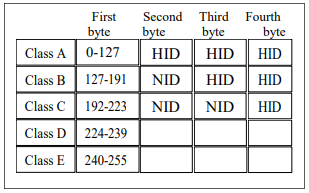 First Second Third Fourth
byte byte byte byte
Class A 0-127 HID HID HID
Class B 127-191 NID HID HID
Class C 192-223 NID NID HID
Class D 224-239
Class E 240-255